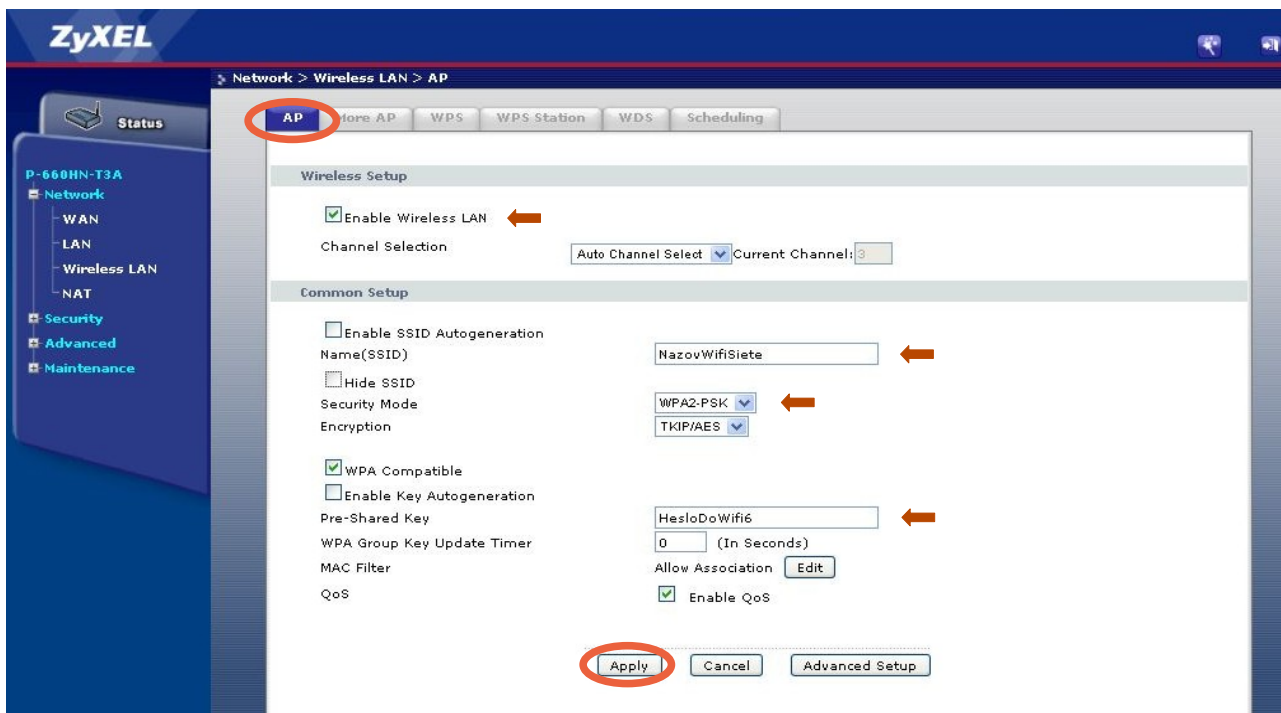 ZyXEL
Network > Wireless LAN > AP
Status
P-660HN-T3A
Network
WAN
LAN
Wireless LAN
NAT
Security
Advanced
Maintenance
AP More AP WPS WPS Station WDS Scheduling
Wireless Setup
Enable Wireless LAN
Channel Selection Auto Channel Select Current Channel: 3
Common Setup
Enable SSID Autogeneration
Name(SSID) NazovWifiSiete
Hide SSID
Security Mode WPA2-PSK
Encryption TKIP/AES
WPA Compatible
Enable Key Autogeneration
Pre-Shared Key HesloDoWifi6
WPA Group Key Update Timer 0 (In Seconds)
MAC Filter Allow Association Edit
QoS Enable QoS
Apply Cancel Advanced Setup